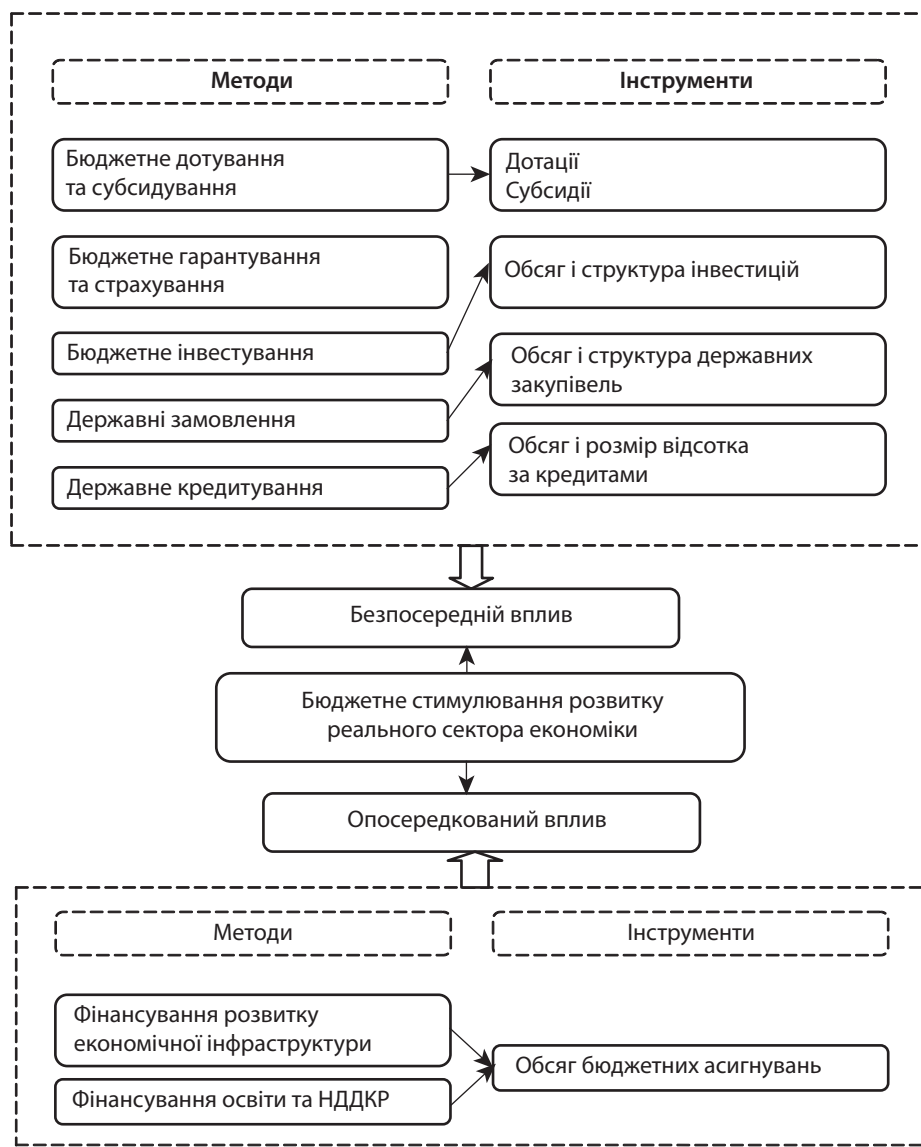 Методи
Інструменти
Бюджетне дотування
та субсидування
Дотації
Субсидії
Бюджетне гарантування
та страхування
Обсяг і структура інвестицій
Бюджетне інвестування
Обсяг і структура державних
закупівель
Державні замовлення
Обсяг і розмір відсотка
за кредитами
Державне кредитування
Безпосередній вплив
Бюджетне стимулювання розвитку
реального сектора економіки
Опосередкований вплив
Методи
Інструменти
Фінансування розвитку
економічної інфраструктури
Обсяг бюджетних асигнувань
Фінансування освіти та НДДКР